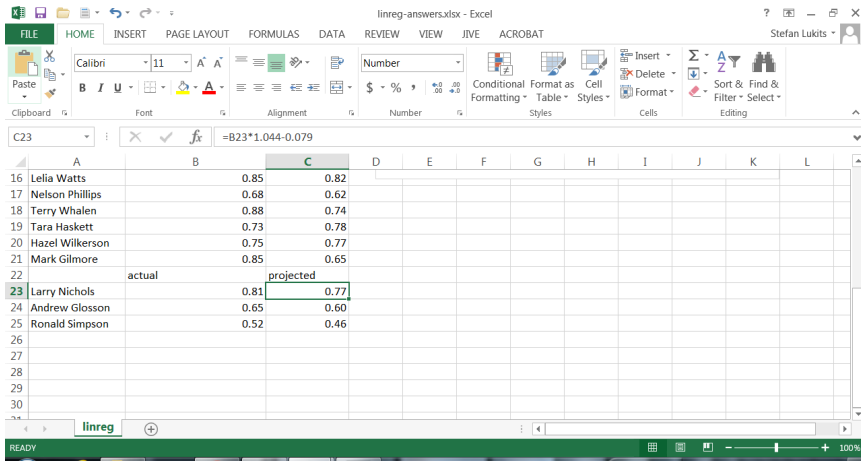 linreg-answers.xlsx - Excel
FILE HOME INSERT PAGE LAYOUT FORMULAS DATA REVIEW VIEW JIVE ACROBAT Stefan Lukits
Calibri 11 Number Insert
Paste B I U $ % , Conditional Format as Cell Delete Sort & Find &
Formatting Table Styles Format Filter Select
Clipboard Font Alignment Number Styles Cells Editing
C23 fx =B23*1.044-0.079
A B C D E F G H I J K L
16 Lelia Watts 0.85 0.82
17 Nelson Phillips 0.68 0.62
18 Terry Whalen 0.88 0.74
19 Tara Haskett 0.73 0.78
20 Hazel Wilkerson 0.75 0.77
21 Mark Gilmore 0.85 0.65
22 actual projected
23 Larry Nichols 0.81 0.77
24 Andrew Glosson 0.65 0.60
25 Ronald Simpson 0.52 0.46
26
27
28
29
30
linreg
READY 100%